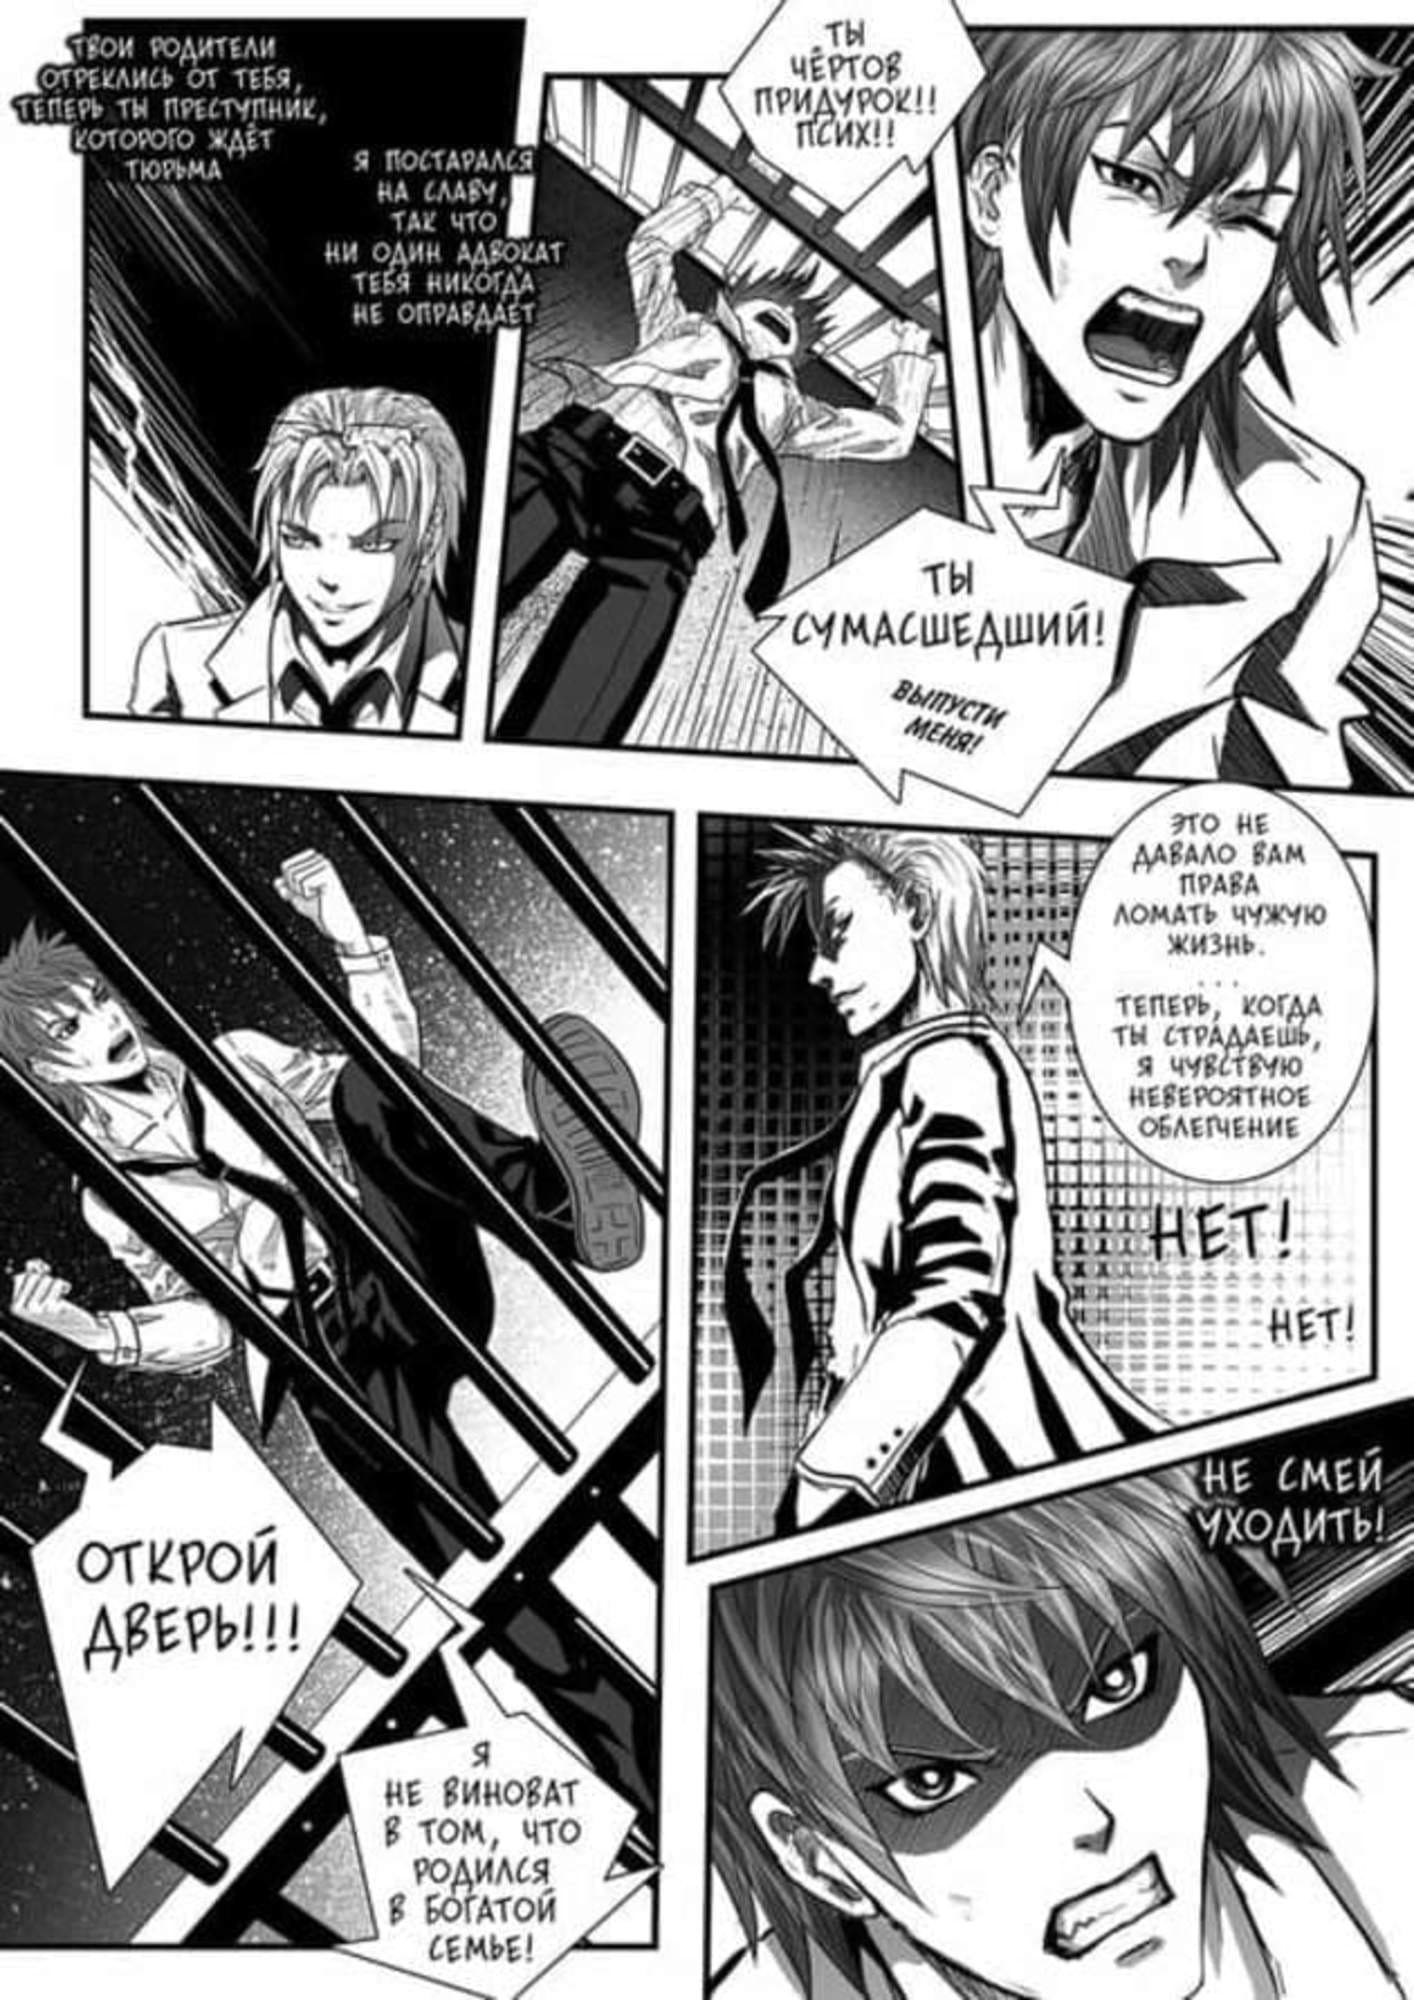 ТВОИ РОДИТЕЛИ
ОТРЕКЛИСЬ ОТ ТЕБЯ,
ТЕПЕРЬ ТЫ ПРЕСТУПНИК,
КОТОРОГО ЖДЁТ
ТЮРЬМА
Я ПОСТАРАЛСЯ
НА СЛАВУ,
ТАК ЧТО
НИ ОДИН АДВОКАТ
ТЕБЯ НИКОГДА
НЕ ОПРАВДАЕТ
ТЫ
ЧЁРТОВ
ПРИДУРОК!!
ПСИХ!!
ТЫ
СУМАСШЕДШИЙ!
ВЫПУСТИ
МЕНЯ!
ОТКРОЙ
ДВЕРЬ!!!
Я
НЕ ВИНОВАТ
В ТОМ, ЧТО
РОДИЛСЯ
В БОГАТОЙ
СЕМЬЕ!
ЭТО НЕ
ДАВАЛО ВАМ
ПРАВА
ЛОМАТЬ ЧУЖУЮ
ЖИЗНЬ.
...
ТЕПЕРЬ, КОГДА
ТЫ СТРАДАЕШЬ,
Я ЧУВСТВУЮ
НЕВЕРОЯТНОЕ
ОБЛЕГЧЕНИЕ
НЕТ!
НЕТ!
НЕ СМЕЙ
УХОДИТЬ!